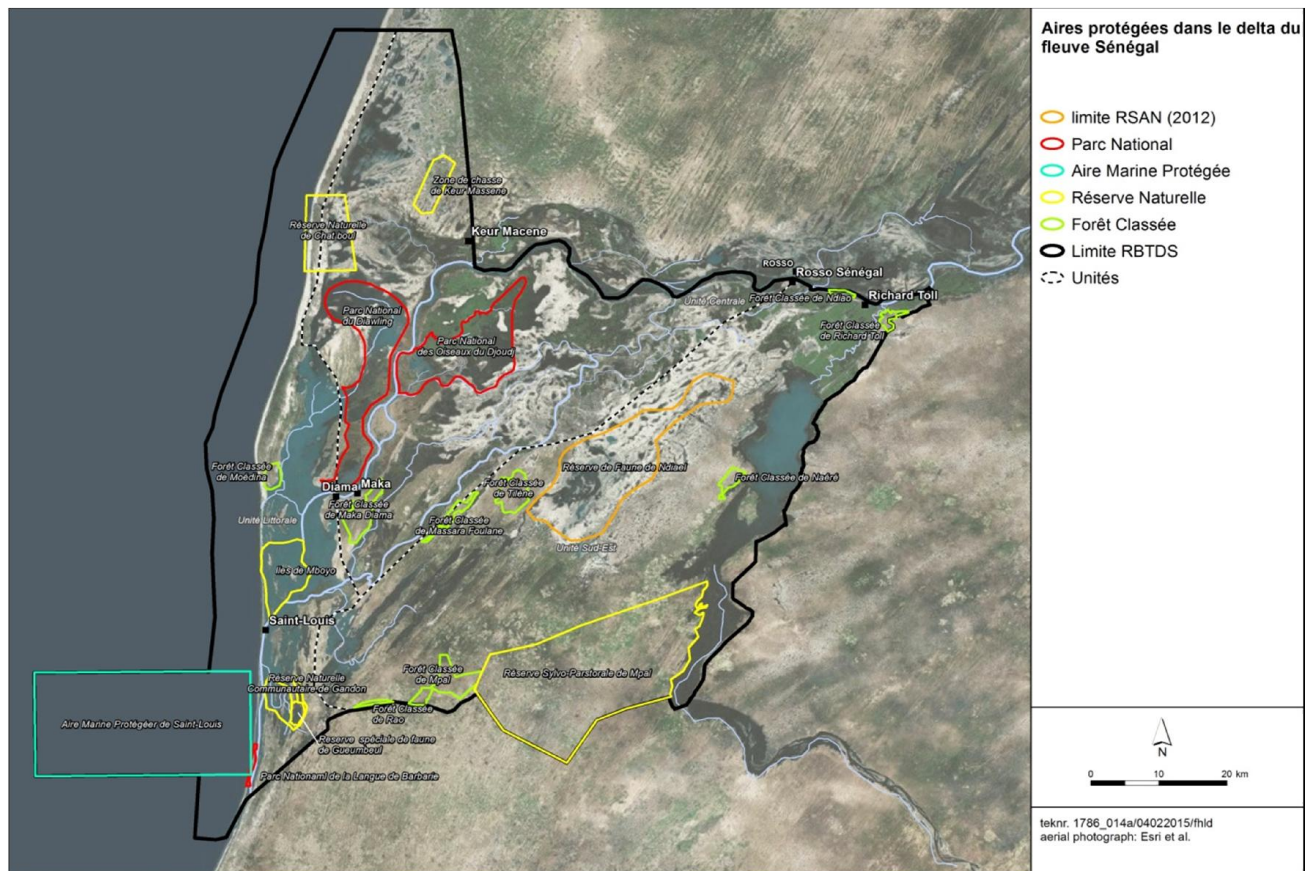 Aires protégées dans le delta du
fleuve Sénégal
limite RSAN (2012)
Parc National
Aire Marine Protégée
Réserve Naturelle
Forêt Classée
Limite RBTDS
Unités
Zone de chasse
de Keur Massene
Réserve Naturelle
de Chat boul
Keur Macene
ROSSO
Rosso Sénégal
Unité Centrale
Forêt Classée de Ndiao
Richard Toll
Forêt Classée
de Richard Toll
Parc National
du Diawling
Parc National
des Oiseaux du Djoudj
Forêt Classée
de Moëdina
Réserve de Faune de Ndiael
Forêt Classée de Naéré
Diama
Maka
Forêt Classée
de Tilène
Forêt Classée
de Maka Diama
Unité Littorale
Forêt Classée
de Massara Foulane
Unité Sud-Est
Iles de Mboyo
Saint-Louis
Forêt Classée
de Mpal
Réserve Sylvo-Parstorale de Mpal
Réserve Naturelle
Communautaire de Gandon
Forêt Classée
de Rao
Aire Marine Protégéer de Saint-Louis
Reserve spéciale de faune
de Gueumbeul
Parc Nationaml de la Langue de Barbarie
N
0 10 20 km
teknr. 1786_014a/04022015/fhld
aerial photograph: Esri et al.